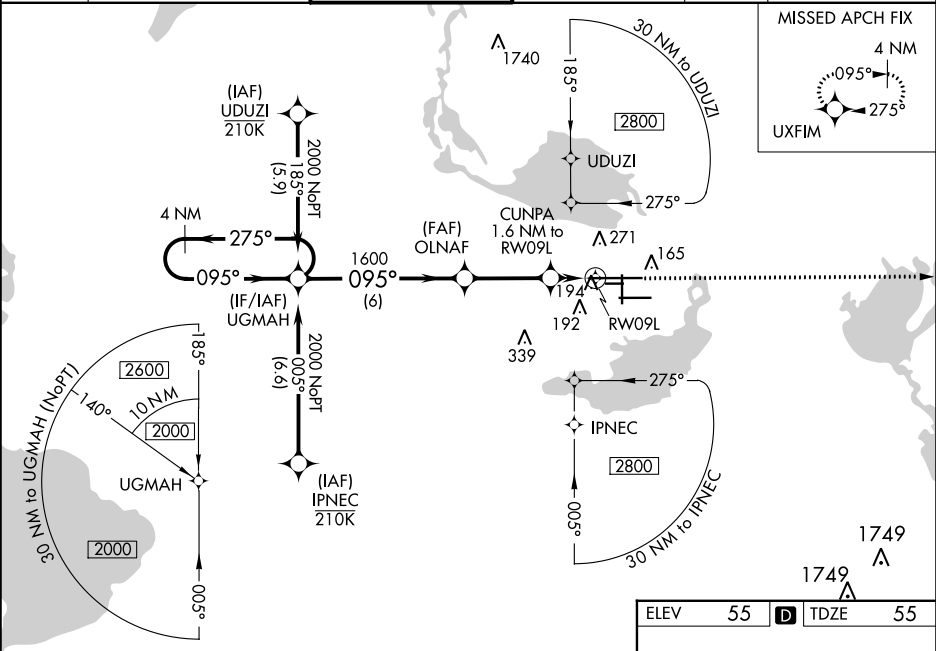 MISSED APCH FIX
4 NM
095°
275°
UXFIM
1740
30 NM to UDUZI
185°
2800
UDUZI
275°
(IAF)
UDUZI
210K
2000 NoPT
185°
(5.9)
4 NM
275°
095°
(IF/IAF)
UGMAH
1600
095°
(6)
(FAF)
OLNAF
CUNPA
1.6 NM to
RW09L
271
165
194
192
RW09L
339
2000 NoPT
005°
(6.6)
(IAF)
IPNEC
210K
30 NM to UGMAH (NoPT)
185°
2600
140°
10 NM
2000
UGMAH
2000
005°
275°
IPNEC
2800
005°
30 NM to IPNEC
1749
1749
ELEV 55 D TDZE 55